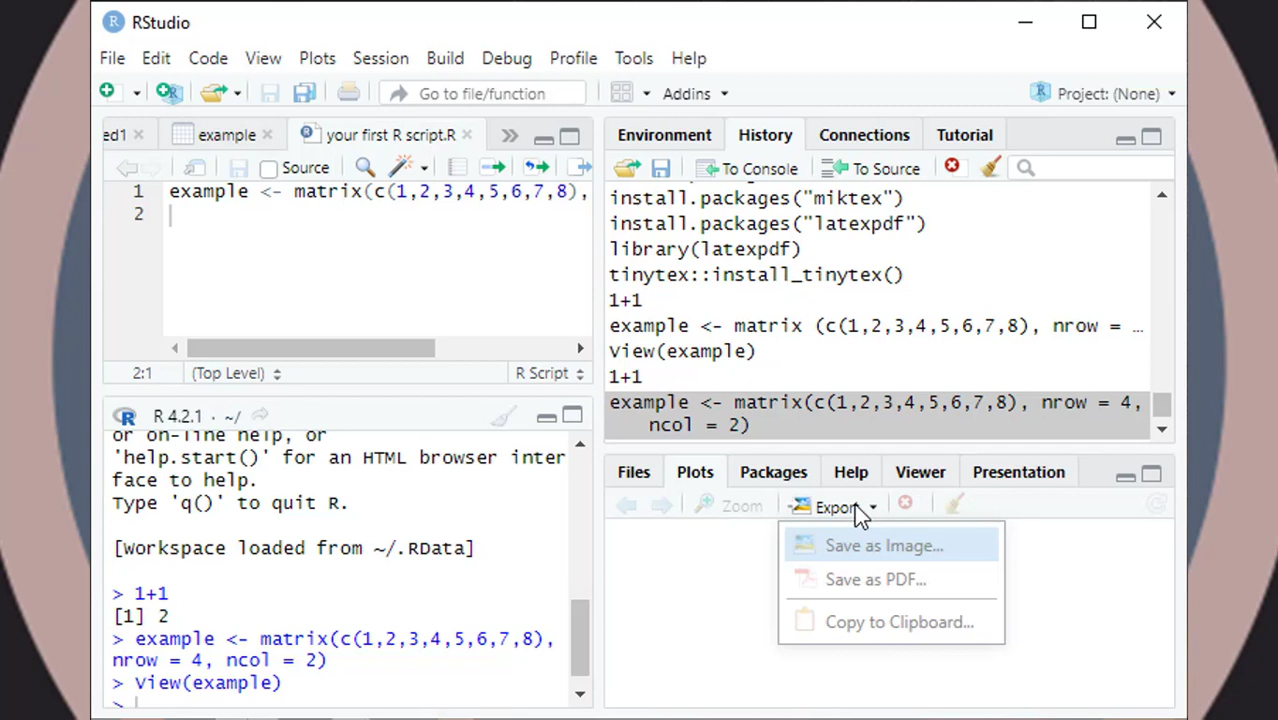 RStudio
File Edit Code View Plots Session Build Debug Profile Tools Help
Go to file/function Addins Project: (None)
ed1 example your first R script.R
Source
1 example <- matrix(c(1,2,3,4,5,6,7,8),
2
2:1 (Top Level) R Script
R 4.2.1 · ~/
or on-line help, or
'help.start()' for an HTML browser inter
face to help.
Type 'q()' to quit R.
[Workspace loaded from ~/.RData]
> 1+1
[1] 2
> example <- matrix(c(1,2,3,4,5,6,7,8),
nrow = 4, ncol = 2)
> View(example)
>
Environment History Connections Tutorial
To Console To Source
install.packages("miktex")
install.packages("latexpdf")
library(latexpdf)
tinytex::install_tinytex()
1+1
example <- matrix (c(1,2,3,4,5,6,7,8), nrow = …
View(example)
1+1
example <- matrix(c(1,2,3,4,5,6,7,8), nrow = 4,
ncol = 2)
Files Plots Packages Help Viewer Presentation
Zoom Export
Save as Image...
Save as PDF...
Copy to Clipboard...